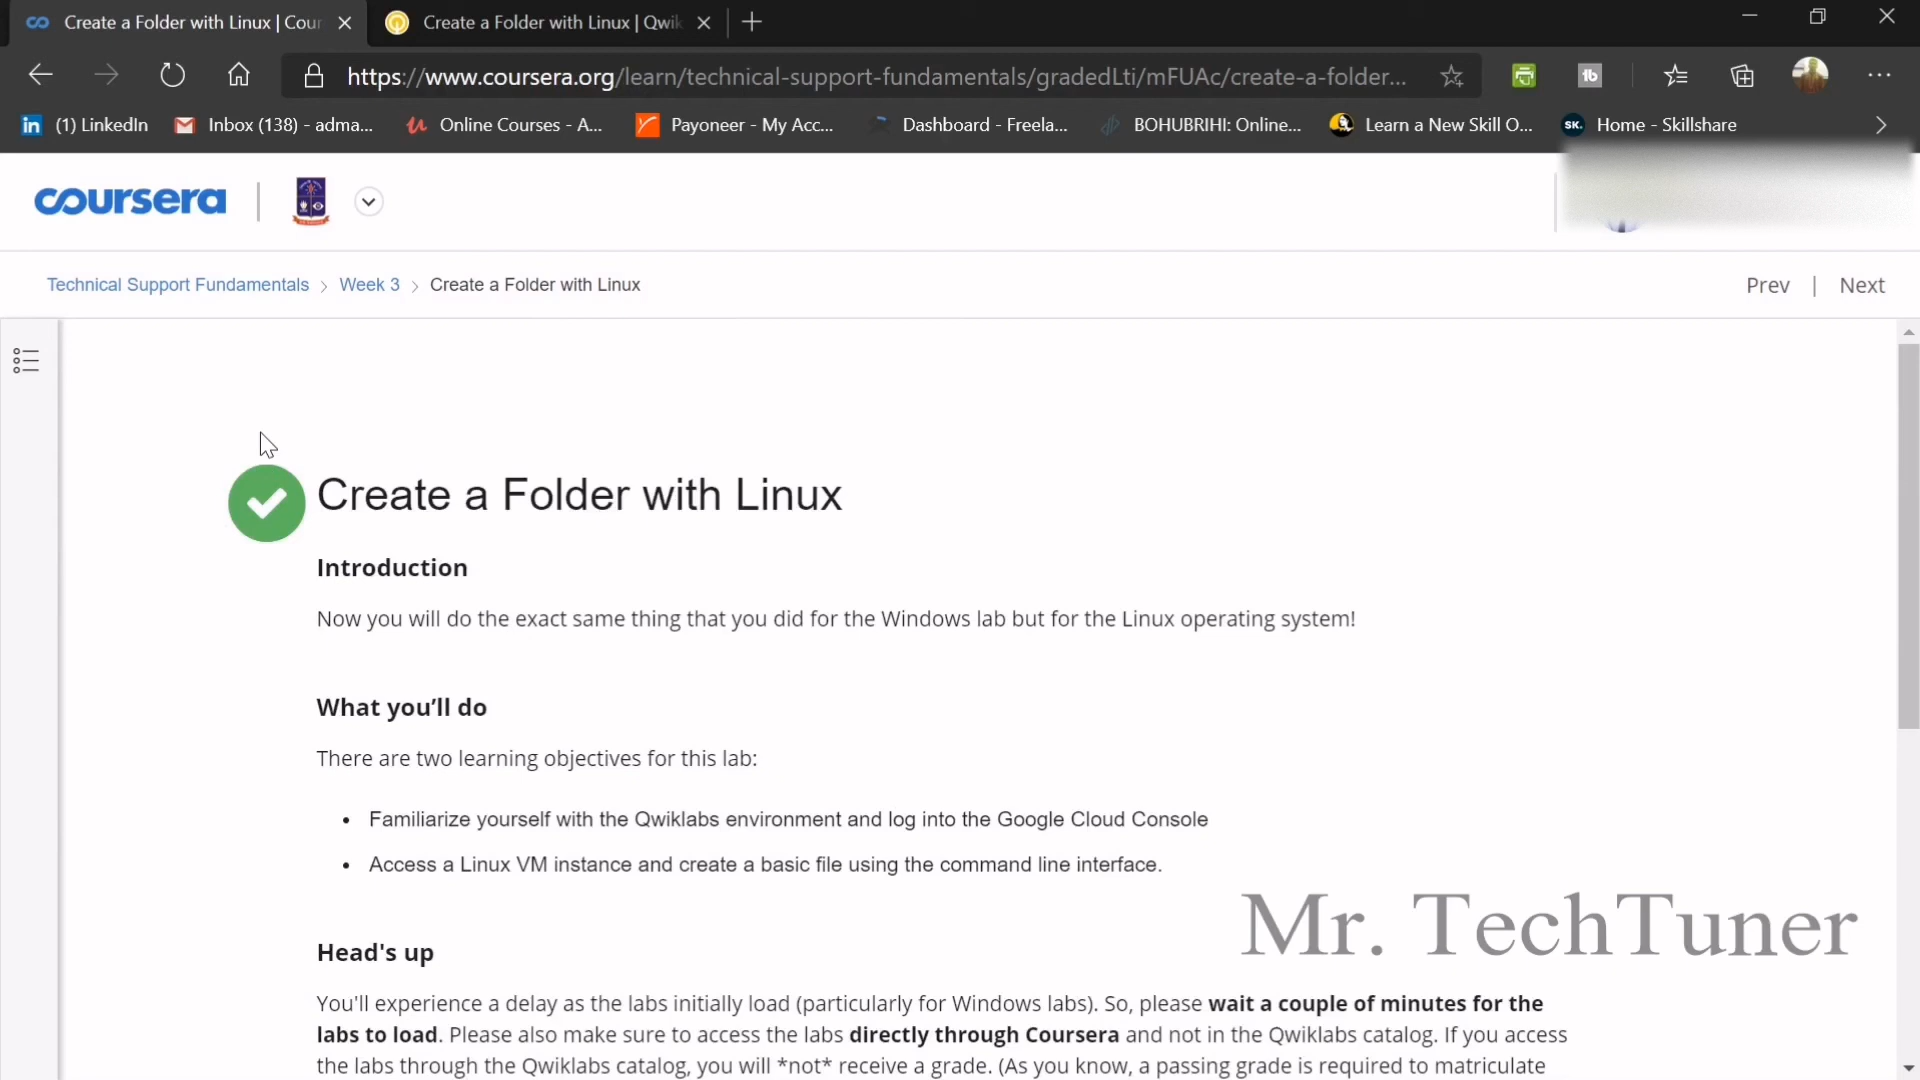 Create a Folder with Linux | Cour
Create a Folder with Linux | Qwik
https://www.coursera.org/learn/technical-support-fundamentals/gradedLti/mFUAc/create-a-folder...
(1) LinkedIn
Inbox (138) - adma...
Online Courses - A...
Payoneer - My Acc...
Dashboard - Freela...
BOHUBRIHI: Online...
Learn a New Skill O...
SK. Home - Skillshare
coursera
Technical Support Fundamentals > Week 3 > Create a Folder with Linux
Prev | Next
Create a Folder with Linux
Introduction
Now you will do the exact same thing that you did for the Windows lab but for the Linux operating system!
What you’ll do
There are two learning objectives for this lab:
• Familiarize yourself with the Qwiklabs environment and log into the Google Cloud Console
• Access a Linux VM instance and create a basic file using the command line interface.
Mr. TechTuner
Head's up
You'll experience a delay as the labs initially load (particularly for Windows labs). So, please wait a couple of minutes for the
labs to load. Please also make sure to access the labs directly through Coursera and not in the Qwiklabs catalog. If you access
the labs through the Qwiklabs catalog, you will *not* receive a grade. (As you know, a passing grade is required to matriculate